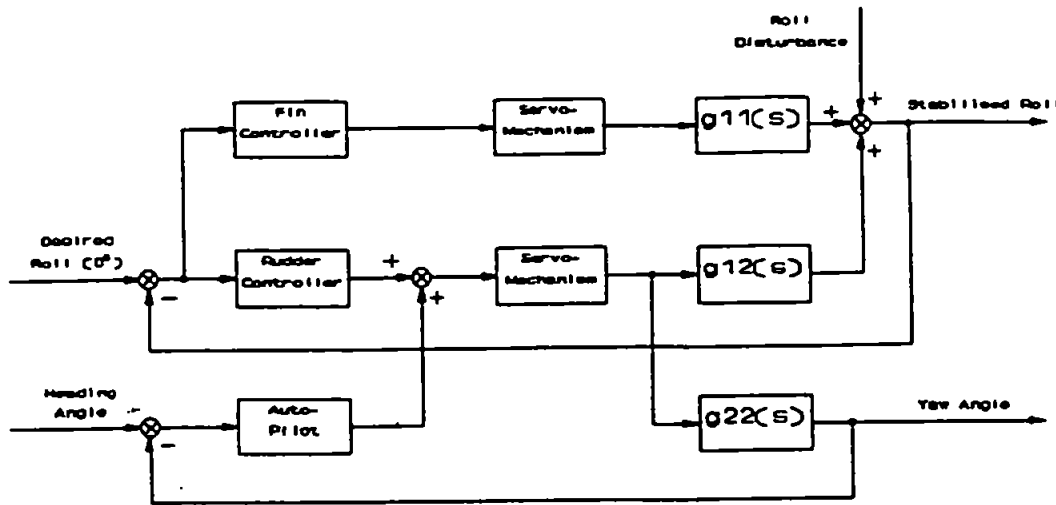 Roll
Disturbance
Fin
Controller
Servo-
Mechanism
g11(s)
+
+
+
Stabilised Roll
Desired
Roll (0°)
−
Rudder
Controller
+
+
Servo-
Mechanism
g12(s)
Heading
Angle
+
−
Auto-
Pilot
g22(s)
Yaw Angle